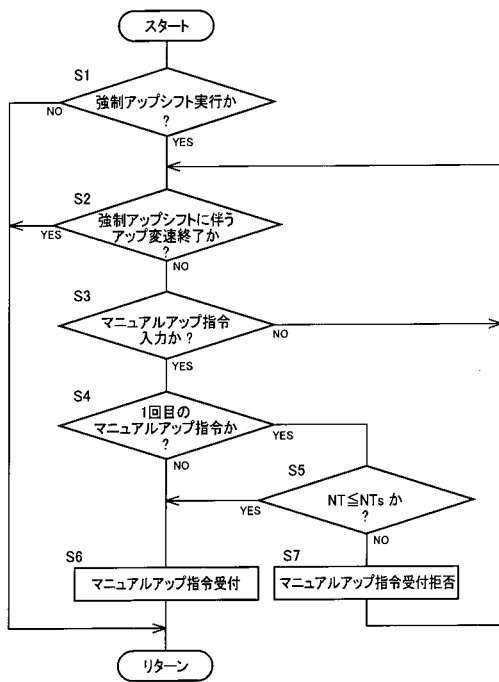 スタート
S1
強制アップシフト実行か
?
NO
YES
S2
強制アップシフトに伴う
アップ変速終了か
?
YES
NO
S3
マニュアルアップ指令
入力か?
NO
YES
S4
1回目の
マニュアルアップ指令か
?
YES
NO
S5
NT≦NTsか
?
YES
NO
S6
マニュアルアップ指令受付
S7
マニュアルアップ指令受付拒否
リターン